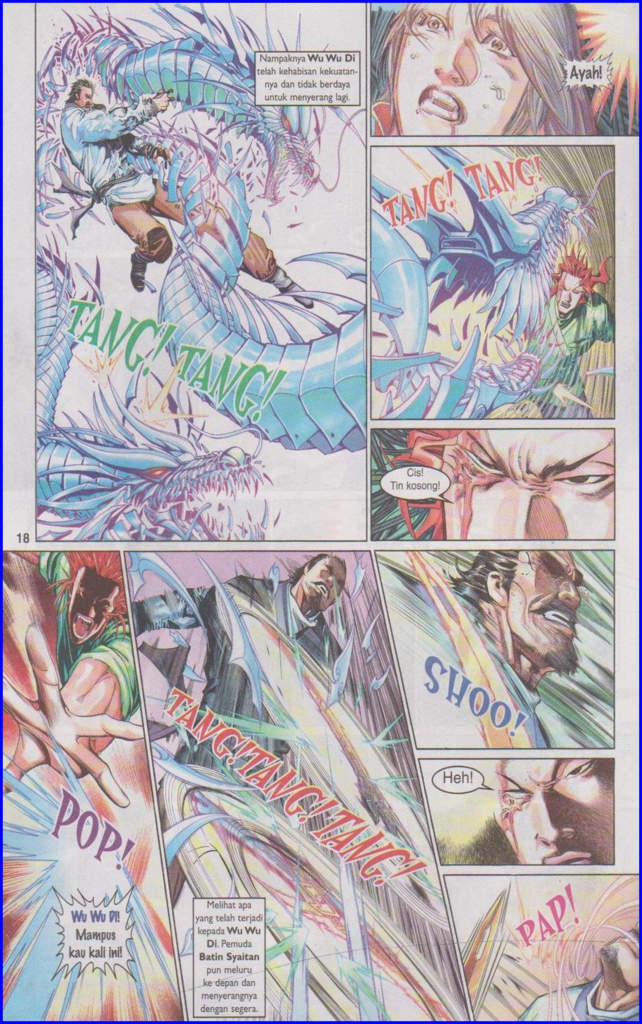 Nampaknya Wu Wu Di
telah kehabisan kekuatan-
nya dan tidak berdaya
untuk menyerang lagi.
Ayah!
TANG! TANG!
TANG! TANG!
Cis!
Tin kosong!
18
POP!
Wu Wu Di!
Mampus
kau kali ini!
TANG! TANG! TANG! TANG!
Melihat apa
yang telah terjadi
kepada Wu Wu
Di, Pemuda
Batin Syaitan
pun meluru
ke depan dan
menyerangnya
dengan segera.
SHOO!
Heh!
PAP!